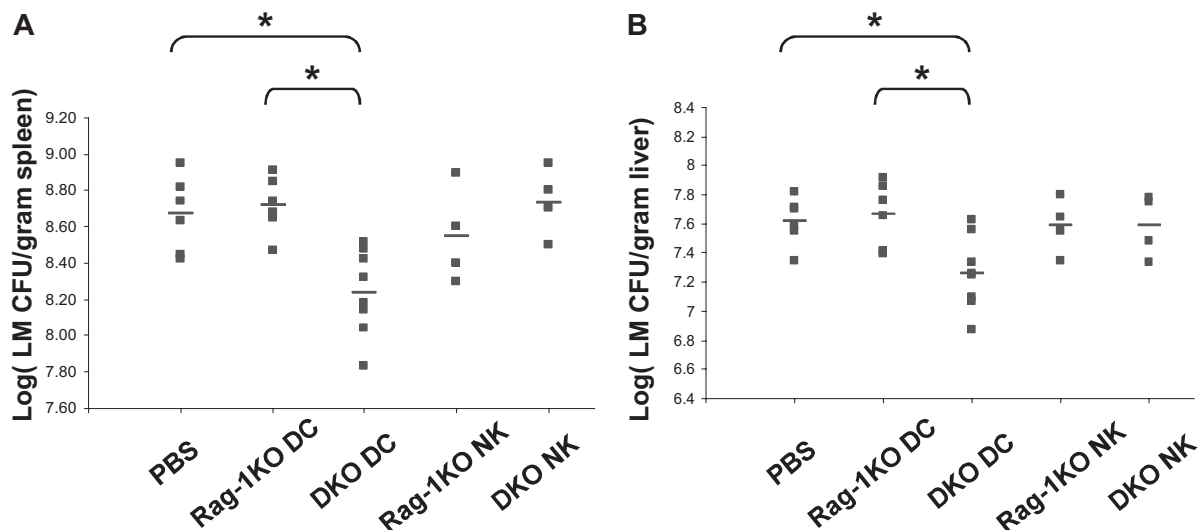 A
*
*
Log( LM CFU/gram spleen)
9.20
9.00
8.80
8.60
8.40
8.20
8.00
7.80
7.60
PBS
Rag-1KO DC
DKO DC
Rag-1KO NK
DKO NK
B
*
*
Log( LM CFU/gram liver)
8.4
8.2
8
7.8
7.6
7.4
7.2
7
6.8
6.6
6.4
PBS
Rag-1KO DC
DKO DC
Rag-1KO NK
DKO NK